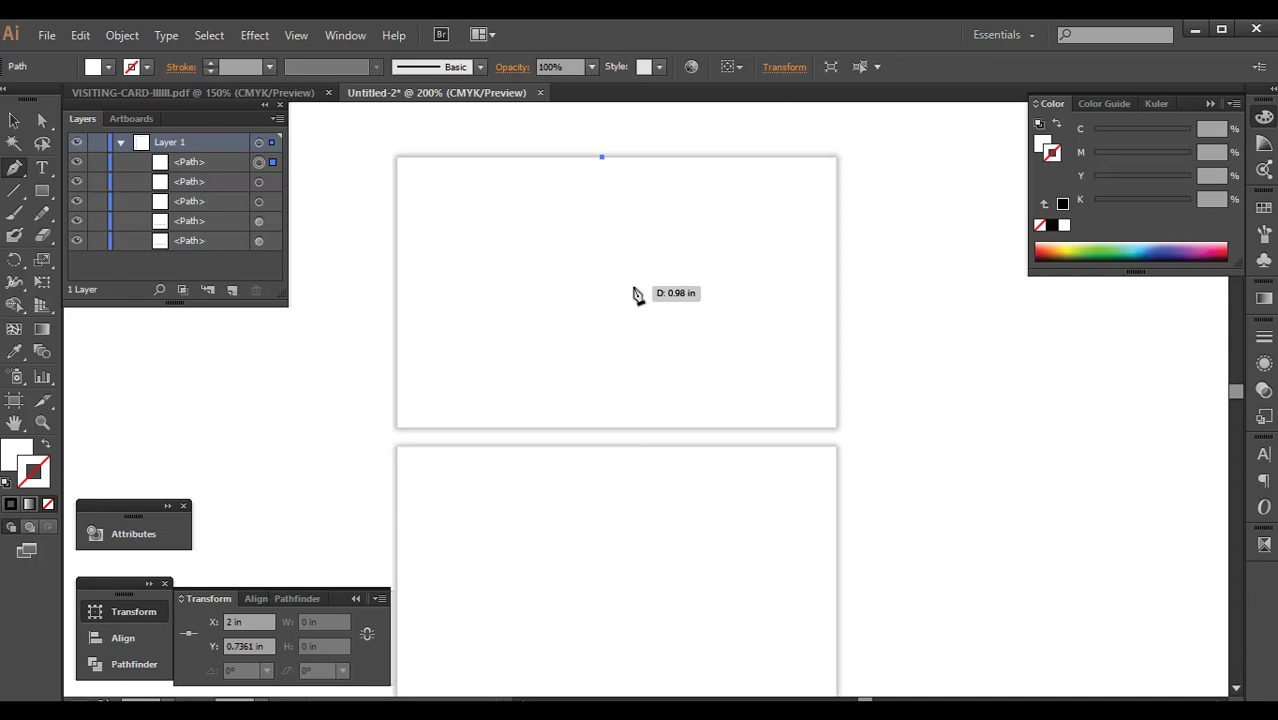 Ai File Edit Object Type Select Effect View Window Help Br Essentials
Path Stroke: Basic Opacity: 100% Style: Transform
VISITING-CARD-IIIIII.pdf @ 150% (CMYK/Preview) × Untitled-2* @ 200% (CMYK/Preview) ×
Layers Artboards
Layer 1
<Path>
<Path>
<Path>
<Path>
<Path>
1 Layer
D: 0.98 in
Color Color Guide Kuler
C %
M %
Y %
K %
Attributes
Transform
Align
Pathfinder
Transform Align Pathfinder
X: 2 in W: 0 in
Y: 0.7361 in H: 0 in
0° 0°